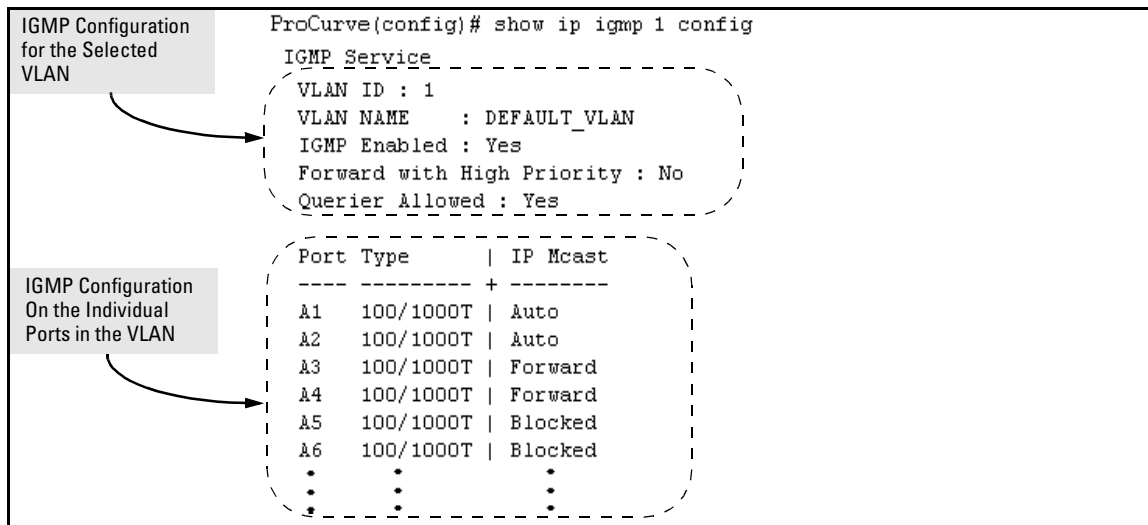 IGMP Configuration
for the Selected
VLAN
ProCurve(config)# show ip igmp 1 config
IGMP Service
VLAN ID : 1
VLAN NAME : DEFAULT_VLAN
IGMP Enabled : Yes
Forward with High Priority : No
Querier Allowed : Yes
IGMP Configuration
On the Individual
Ports in the VLAN
Port Type | IP Mcast
---- --------- + --------
A1 100/1000T | Auto
A2 100/1000T | Auto
A3 100/1000T | Forward
A4 100/1000T | Forward
A5 100/1000T | Blocked
A6 100/1000T | Blocked